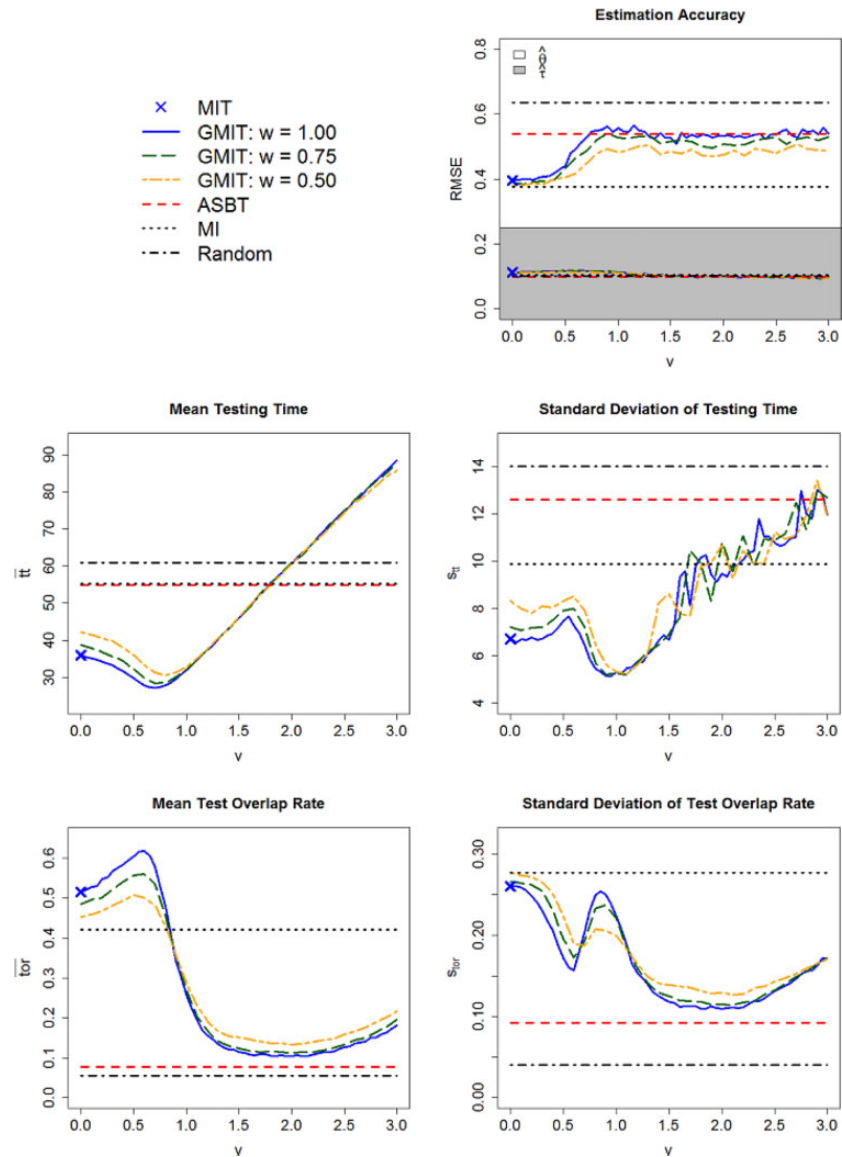 Estimation Accuracy
MIT
GMIT: w = 1.00
GMIT: w = 0.75
GMIT: w = 0.50
ASBT
MI
Random
θ̂
τ̂
RMSE
0.0 0.2 0.4 0.6 0.8
0.0 0.5 1.0 1.5 2.0 2.5 3.0
v
Mean Testing Time
t̅t̅
30 40 50 60 70 80 90
0.0 0.5 1.0 1.5 2.0 2.5 3.0
v
Standard Deviation of Testing Time
stt
4 6 8 10 12 14
0.0 0.5 1.0 1.5 2.0 2.5 3.0
v
Mean Test Overlap Rate
t̅o̅r̅
0.0 0.1 0.2 0.3 0.4 0.5 0.6
0.0 0.5 1.0 1.5 2.0 2.5 3.0
v
Standard Deviation of Test Overlap Rate
stor
0.00 0.10 0.20 0.30
0.0 0.5 1.0 1.5 2.0 2.5 3.0
v